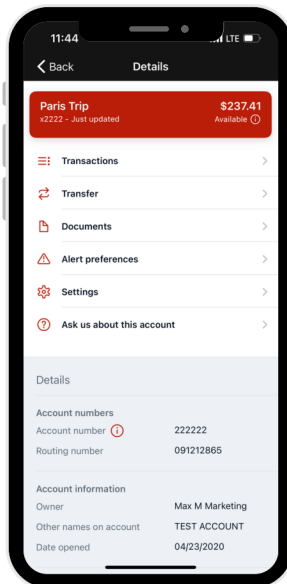 11:44
LTE
Back Details
Paris Trip $237.41
x2222 - Just updated Available
Transactions
Transfer
Documents
Alert preferences
Settings
Ask us about this account
Details
Account numbers
Account number 222222
Routing number 091212865
Account information
Owner Max M Marketing
Other names on account TEST ACCOUNT
Date opened 04/23/2020